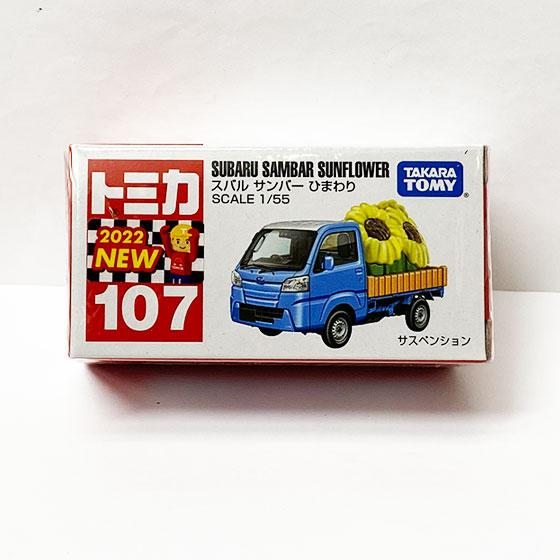 トミカ
2022
NEW
107
SUBARU SAMBAR SUNFLOWER
スバル サンバー ひまわり
SCALE 1/55
TAKARA
TOMY
サスペンション